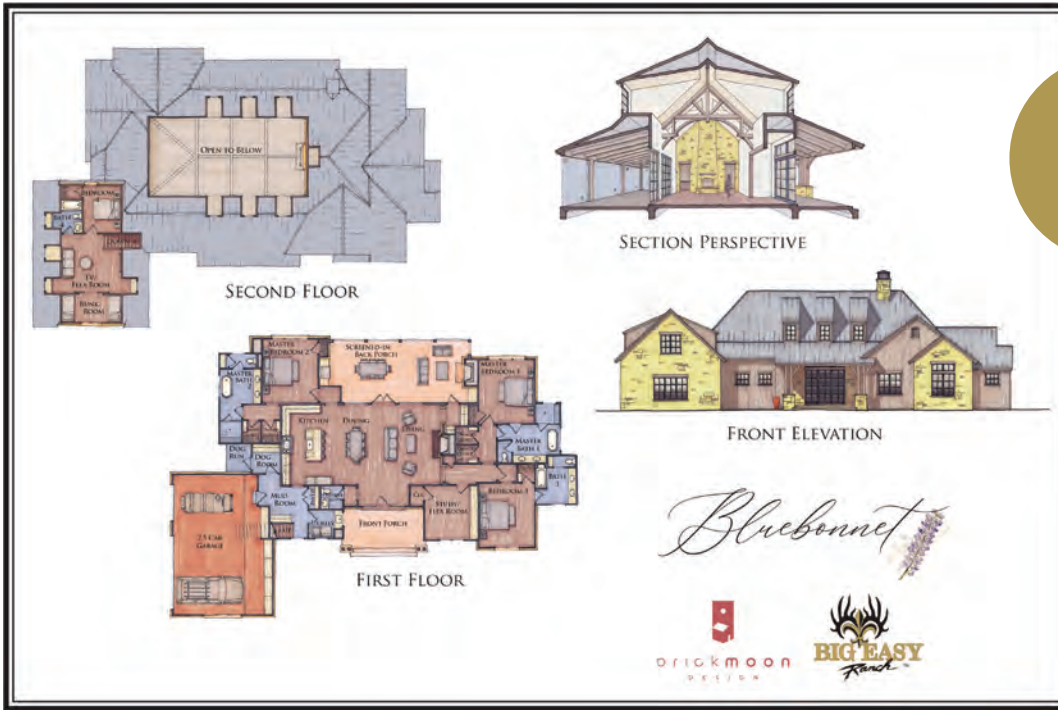 OPEN TO BELOW
BEDROOM
BATH
DOWN
TV/
FLEX ROOM
BUNK
ROOM
SECOND FLOOR
SECTION PERSPECTIVE
FRONT ELEVATION
MASTER
BEDROOM 2
SCREENED-IN
BACK PORCH
MASTER
BEDROOM 1
MASTER
BATH
2
KITCHEN
DINING
LIVING
MASTER
BATH 1
DOG
RUN
DOG
ROOM
BATH
3
MUD
ROOM
CLO.
STUDY/
FLEX ROOM
BEDROOM 3
FRONT PORCH
2.5 CAR
GARAGE
FIRST FLOOR
Bluebonnet
brickmoon
DESIGN
BIG EASY
Ranch